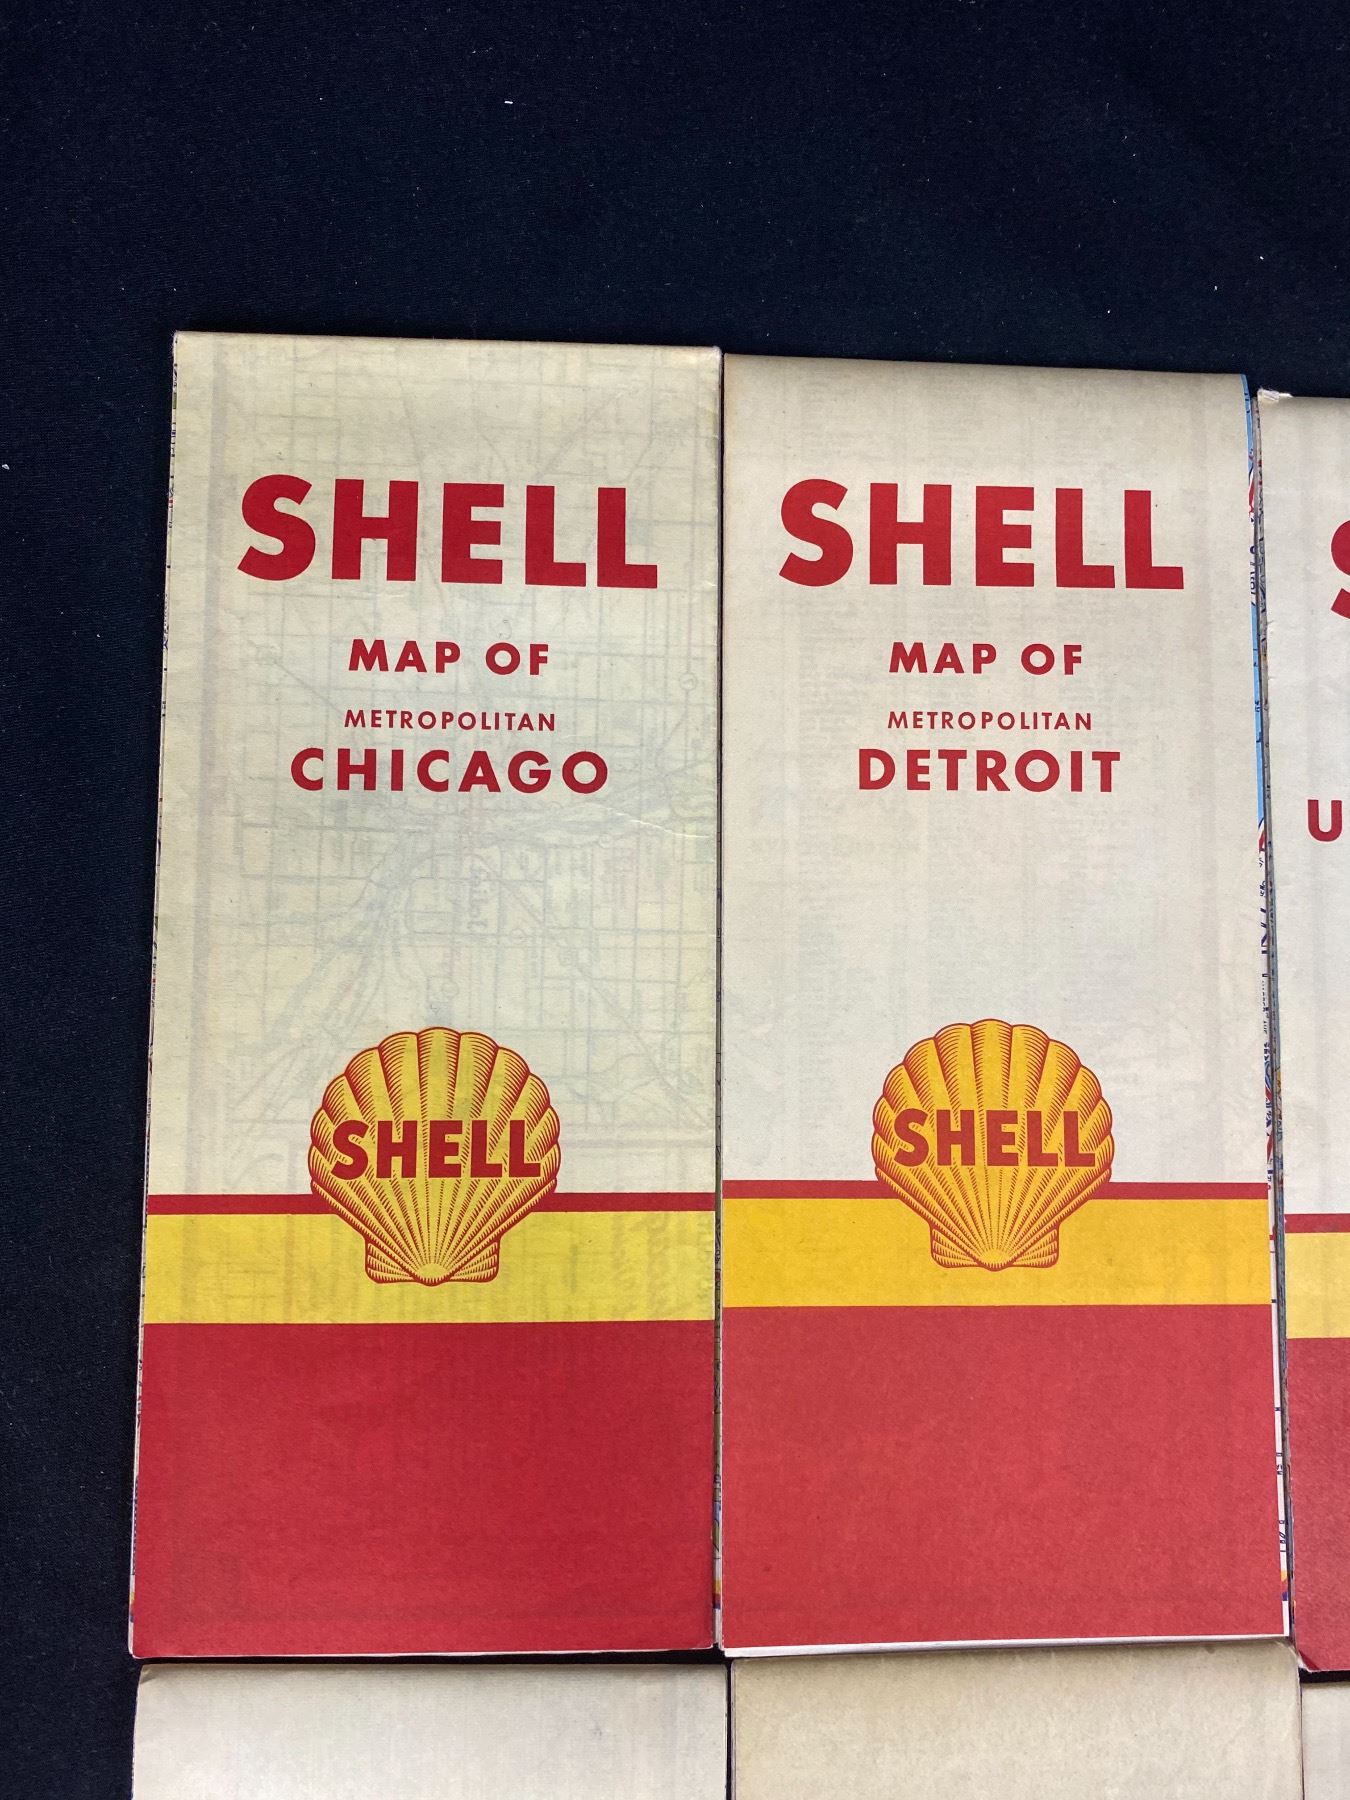 SHELL
MAP OF
METROPOLITAN
CHICAGO
SHELL
SHELL
MAP OF
METROPOLITAN
DETROIT
SHELL